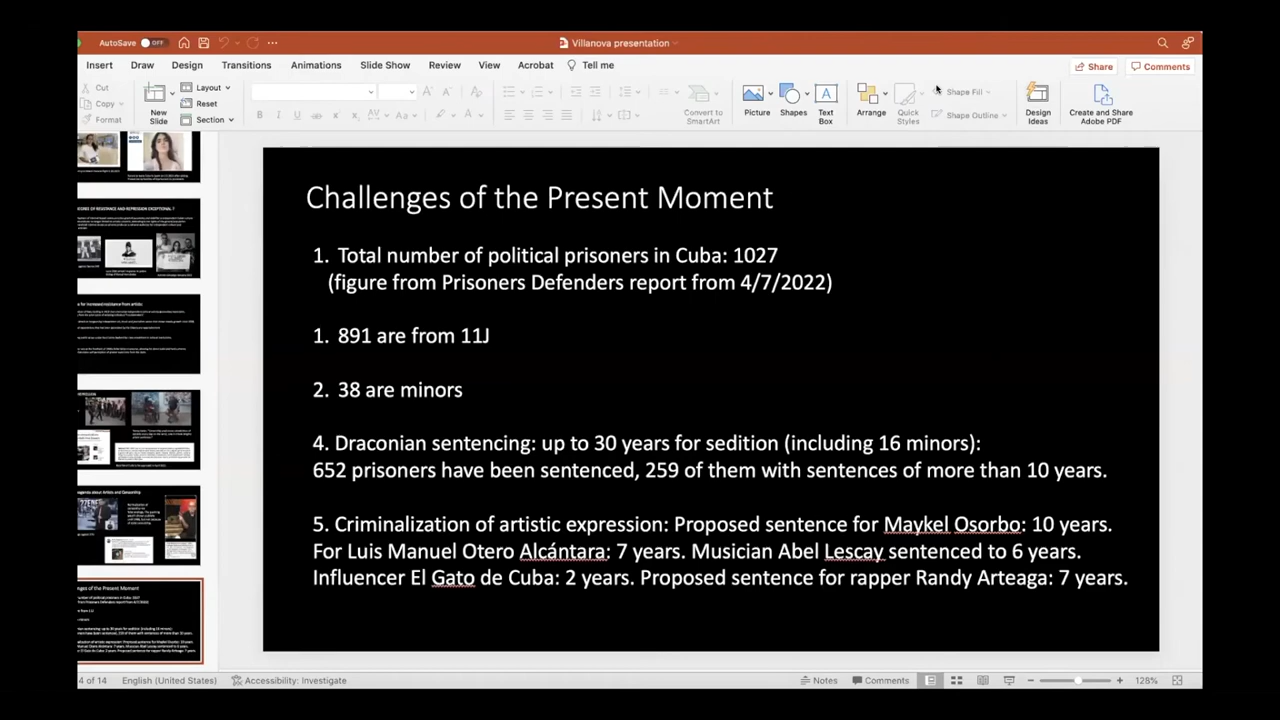 AutoSave OFF
Villanova presentation
Insert Draw Design Transitions Animations Slide Show Review View Acrobat Tell me
Share Comments
Cut
Copy
Format
New Slide
Layout
Reset
Section
Convert to SmartArt
Picture
Shapes
Text Box
Arrange
Quick Styles
Shape Fill
Shape Outline
Design Ideas
Create and Share Adobe PDF
Challenges of the Present Moment
1. Total number of political prisoners in Cuba: 1027
(figure from Prisoners Defenders report from 4/7/2022)
1. 891 are from 11J
2. 38 are minors
4. Draconian sentencing: up to 30 years for sedition (including 16 minors):
652 prisoners have been sentenced, 259 of them with sentences of more than 10 years.
5. Criminalization of artistic expression: Proposed sentence for Maykel Osorbo: 10 years.
For Luis Manuel Otero Alcántara: 7 years. Musician Abel Lescay sentenced to 6 years.
Influencer El Gato de Cuba: 2 years. Proposed sentence for rapper Randy Arteaga: 7 years.
4 of 14 English (United States) Accessibility: Investigate
Notes Comments 128%